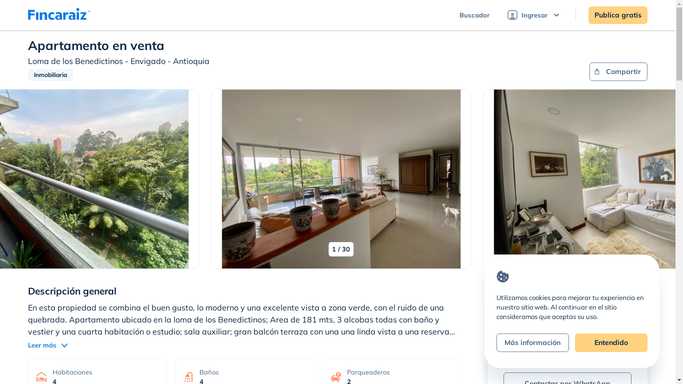 Fincaraiz
Buscador
Ingresar
Publica gratis
Apartamento en venta
Loma de los Benedictinos - Envigado - Antioquia
Inmobiliaria
Compartir
1 / 30
Descripción general
En esta propiedad se combina el buen gusto, lo moderno y una excelente vista a zona verde, con el ruido de una
quebrada. Apartamento ubicado en la loma de los Benedictinos; Area de 181 mts, 3 alcobas todas con baño y
vestier y una cuarta habitación o estudio; sala auxiliar; gran balcón terraza con una una linda vista a una reserva...
Leer más
Habitaciones
4
Baños
4
Parqueaderos
2
Utilizamos cookies para mejorar tu experiencia en
nuestro sitio web. Al continuar en el sitio
consideramos que aceptas su uso.
Más información
Entendido
Contactar por WhatsApp